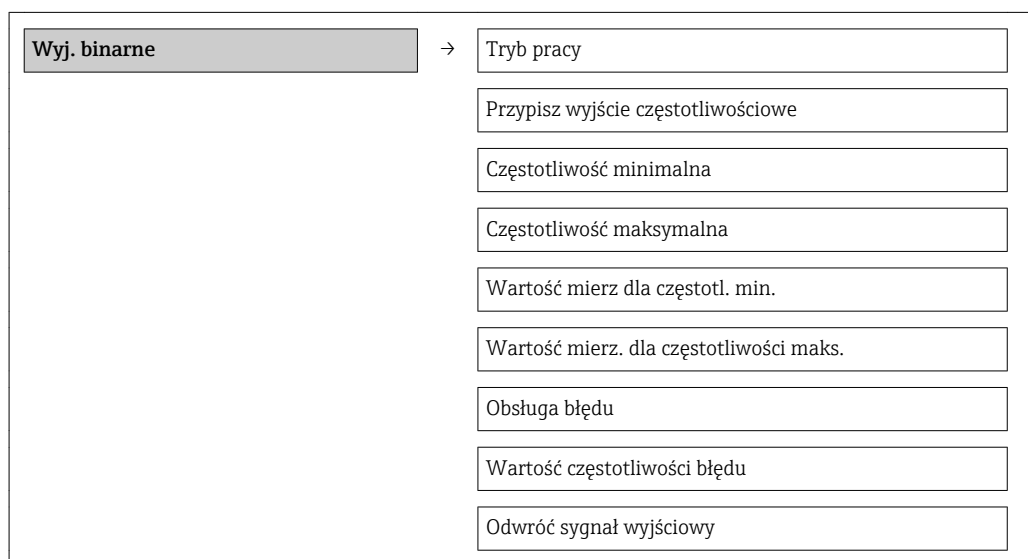 Wyj. binarne → Tryb pracy
Przypisz wyjście częstotliwościowe
Częstotliwość minimalna
Częstotliwość maksymalna
Wartość mierz dla częstotl. min.
Wartość mierz. dla częstotliwości maks.
Obsługa błędu
Wartość częstotliwości błędu
Odwróć sygnał wyjściowy